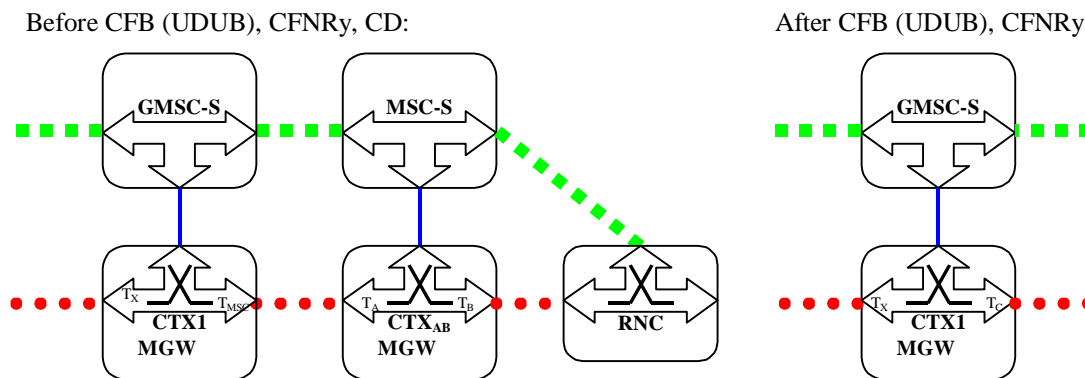 Before CFB (UDUB), CFNRy, CD:
After CFB (UDUB), CFNRy
GMSC-S
MSC-S
GMSC-S
TX
TMSC
TA
TB
TX
TC
CTX1
CTXAB
RNC
CTX1
MGW
MGW
MGW